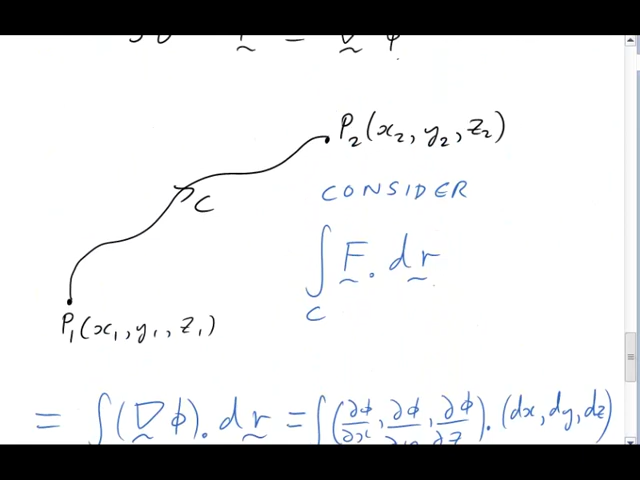 F = ∇ φ
P₂(x₂, y₂, z₂)
C
CONSIDER
∫ F . dr
C
P₁(x₁, y₁, z₁)
= ∫(∇φ). dr = ∫(∂φ/∂x, ∂φ/∂y, ∂φ/∂z). (dx, dy, dz)